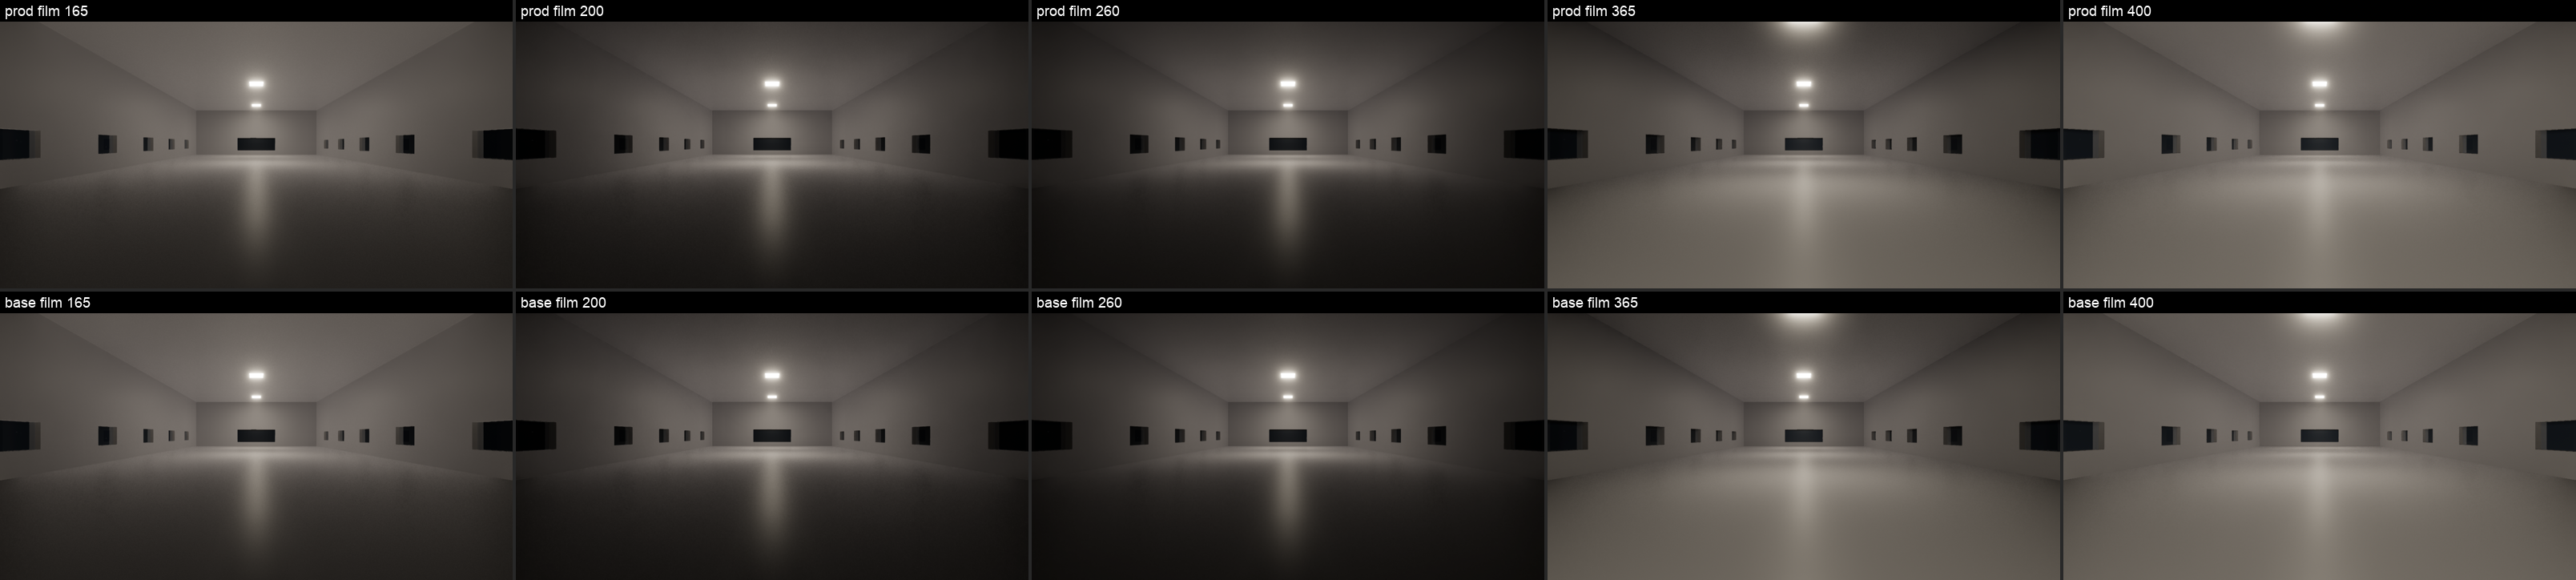 prod film 165
prod film 200
prod film 260
prod film 365
prod film 400
base film 165
base film 200
base film 260
base film 365
base film 400